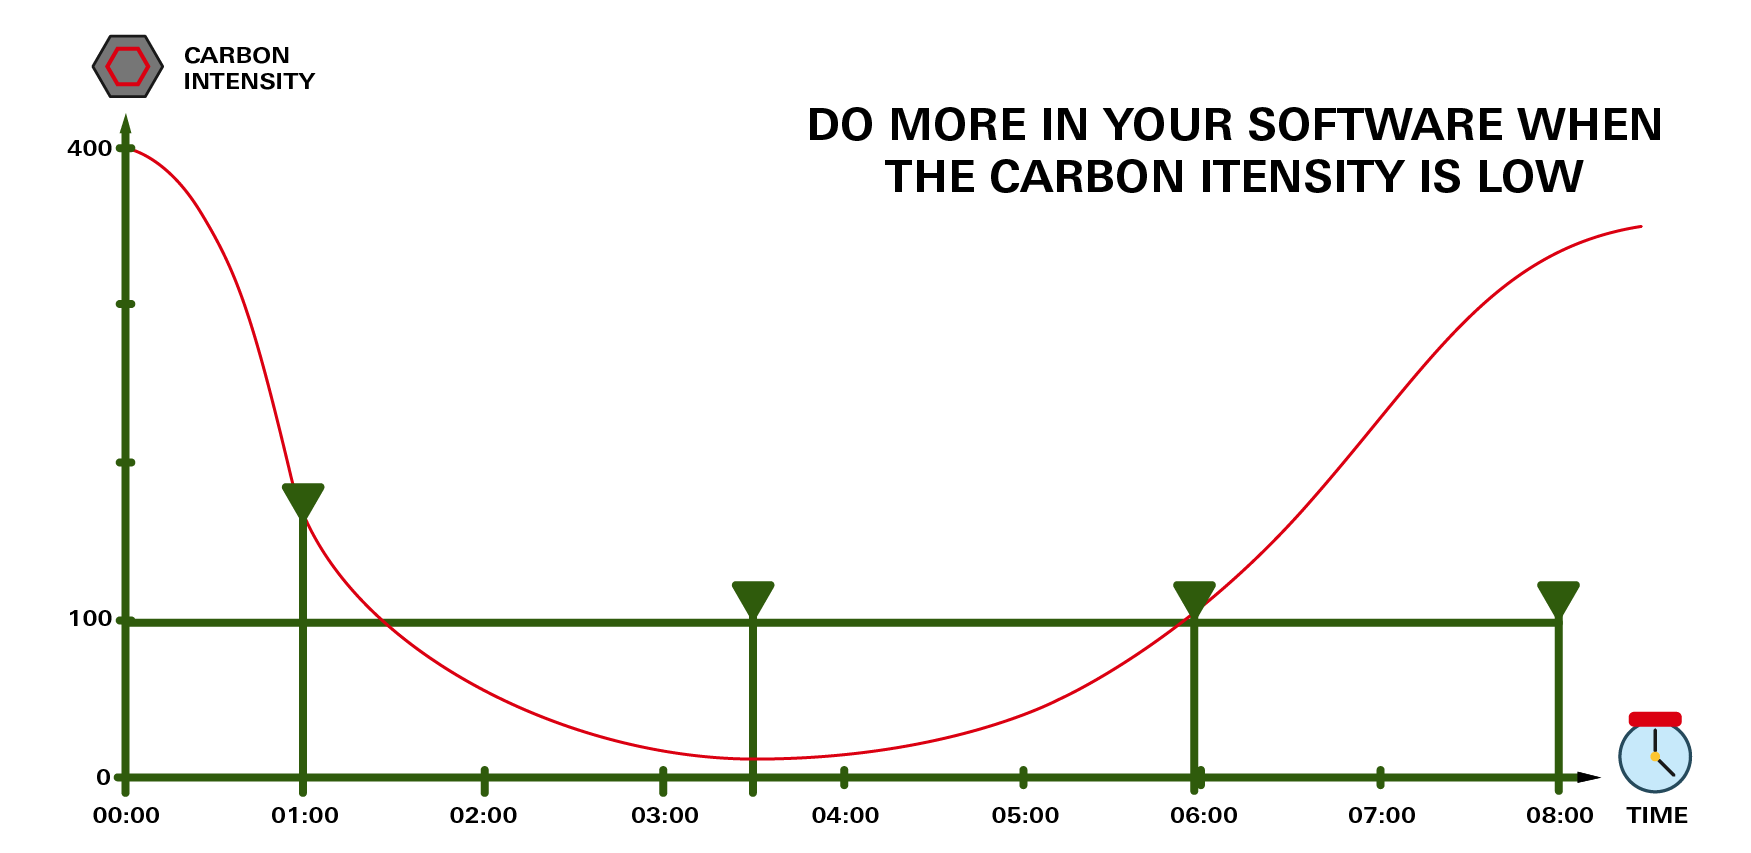 CARBON
INTENSITY
DO MORE IN YOUR SOFTWARE WHEN
THE CARBON ITENSITY IS LOW
400
100
0
00:00 01:00 02:00 03:00 04:00 05:00 06:00 07:00 08:00 TIME